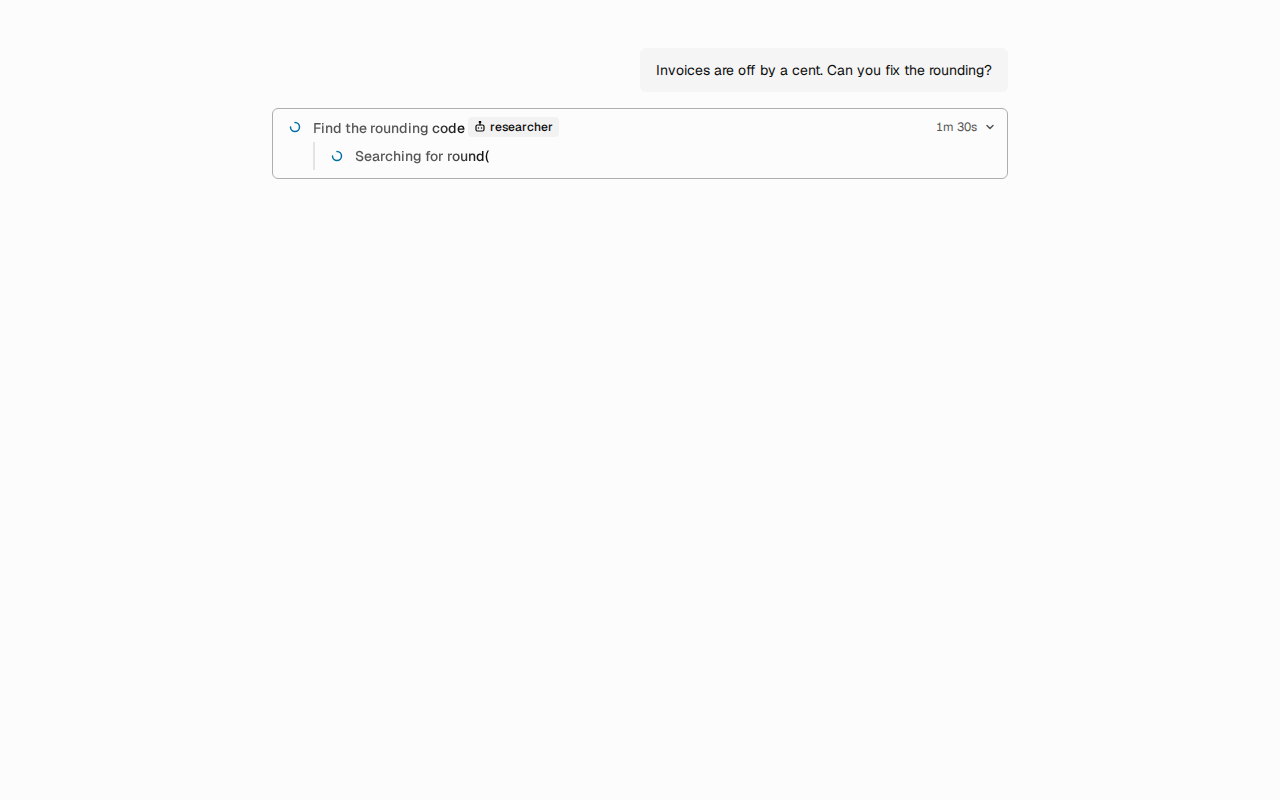 Invoices are off by a cent. Can you fix the rounding?
Find the rounding code researcher 1m 30s
Searching for round(